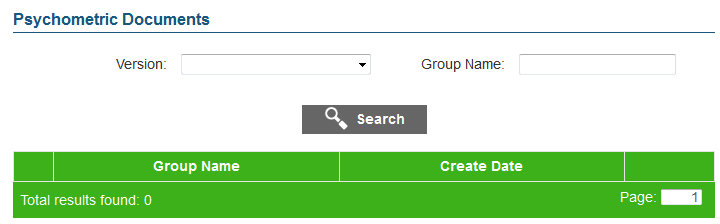 Psychometric Documents
Version: Group Name:
Search
Group Name Create Date
Total results found: 0 Page: 1